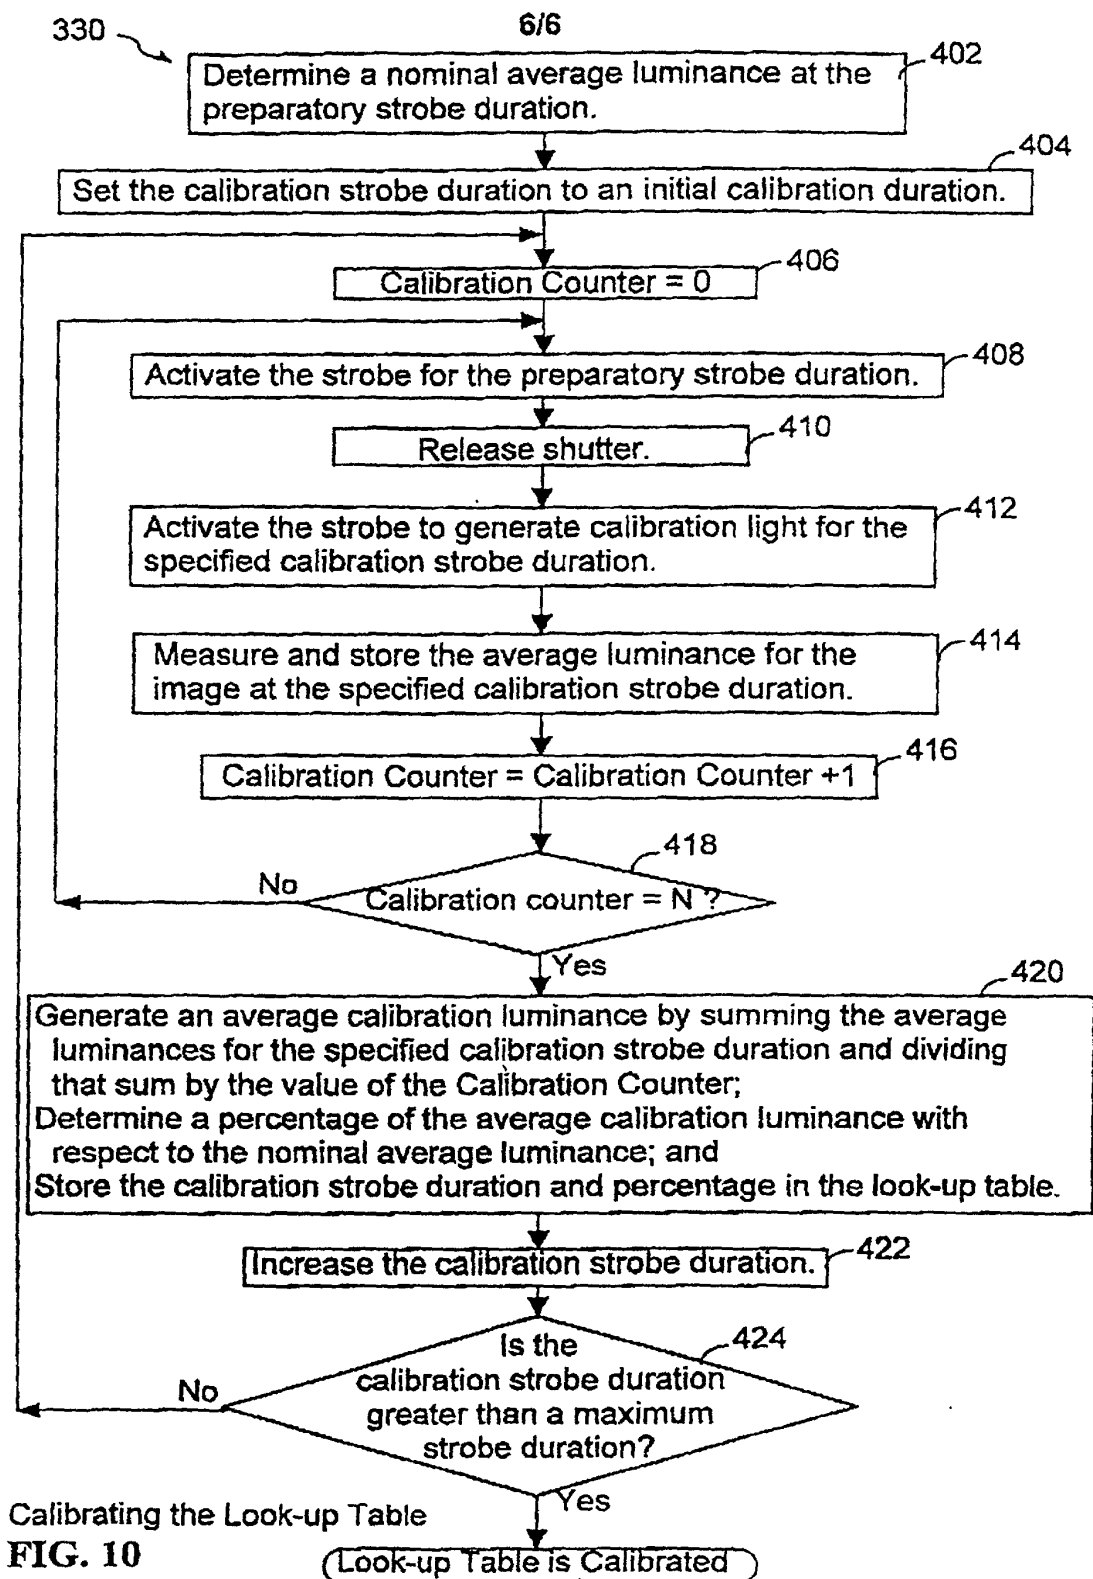 6/6
330
402
Determine a nominal average luminance at the
preparatory strobe duration.
404
Set the calibration strobe duration to an initial calibration duration.
406
Calibration Counter = 0
408
Activate the strobe for the preparatory strobe duration.
410
Release shutter.
412
Activate the strobe to generate calibration light for the
specified calibration strobe duration.
414
Measure and store the average luminance for the
image at the specified calibration strobe duration.
416
Calibration Counter = Calibration Counter +1
418
No
Calibration counter = N ?
Yes
420
Generate an average calibration luminance by summing the average
luminances for the specified calibration strobe duration and dividing
that sum by the value of the Calibration Counter;
Determine a percentage of the average calibration luminance with
respect to the nominal average luminance; and
Store the calibration strobe duration and percentage in the look-up table.
422
Increase the calibration strobe duration.
424
Is the
calibration strobe duration
greater than a maximum
strobe duration?
No
Yes
Calibrating the Look-up Table
FIG. 10
Look-up Table is Calibrated